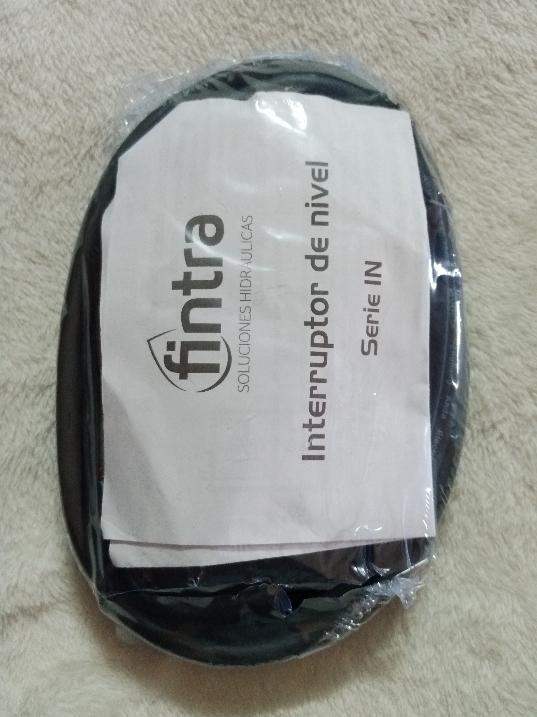 fintra
SOLUCIONES HIDRÁULICAS
Interruptor de nivel
Serie IN